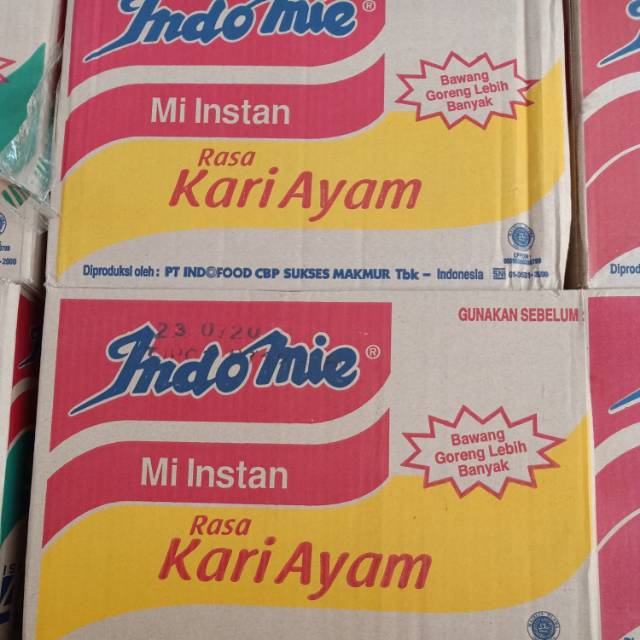 Indomie®
Mi Instan
Bawang
Goreng Lebih
Banyak
Rasa
Kari Ayam
Diproduksi oleh : PT INDOFOOD CBP SUKSES MAKMUR Tbk – Indonesia
GUNAKAN SEBELUM :
Indomie®
Mi Instan
Bawang
Goreng Lebih
Banyak
Rasa
Kari Ayam